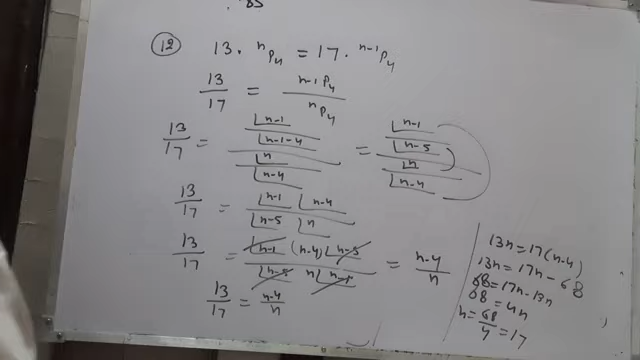 85
12 13 · ⁿP₄ = 17 · ⁿ⁻¹P₄
13/17 = ⁿ⁻¹P₄ / ⁿP₄
13/17 = (|n-1 / |n-1-4) / (|n / |n-4) = (|n-1 / |n-5) / (|n / |n-4)
13/17 = |n-1 |n-4 / |n-5 |n
13/17 = |n-1 (n-4) |n-5 / |n-5 n |n-1 = n-4 / n
13/17 = n-4 / n
13n = 17(n-4)
13n = 17n - 68
68 = 17n - 13n
68 = 4n
n = 68/4 = 17